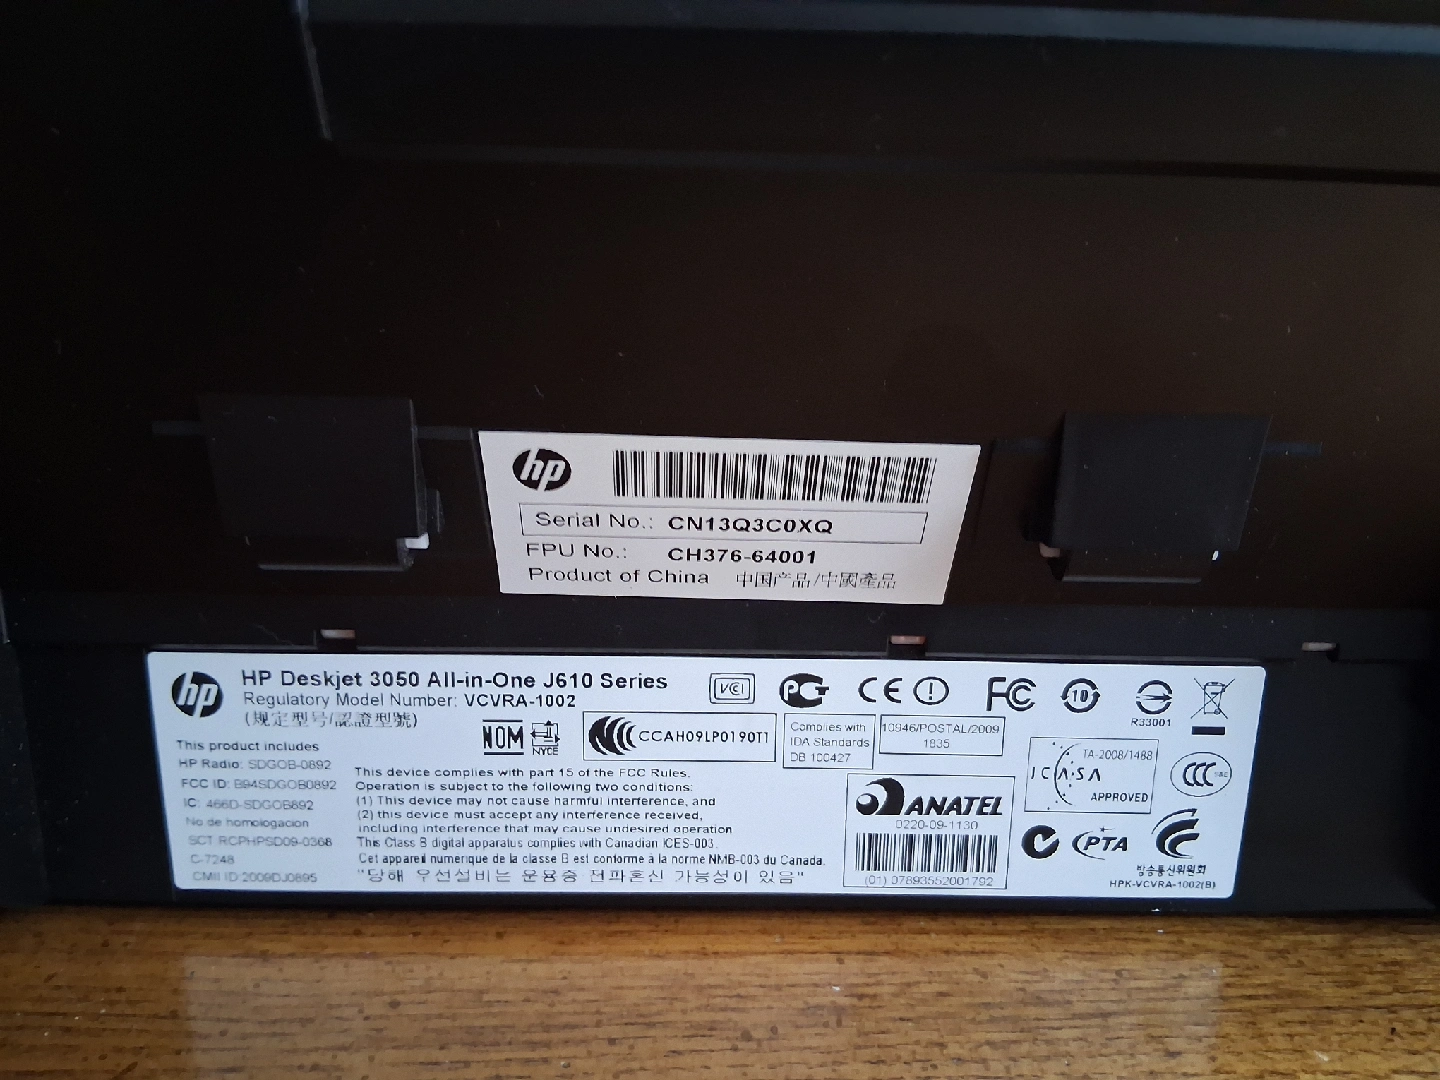 hp
Serial No.: CN13Q3C0XQ
FPU No.: CH376-64001
Product of China 中国产品/中國產品
hp
HP Deskjet 3050 All-in-One J610 Series
Regulatory Model Number: VCVRA-1002
(规定型号/認證型號)
This product includes
HP Radio: SDGOB-0892
FCC ID: B94SDGOB0892
IC: 466D-SDGOB892
No de homologacion
SCT RCPHPSD09-0368
C-7248
CMII ID:2009DJ0895
NOM
NYCE
CCAH09LP0190T1
This device complies with part 15 of the FCC Rules.
Operation is subject to the following two conditions:
(1) This device may not cause harmful interference, and
(2) this device must accept any interference received,
including interference that may cause undesired operation
This Class B digital apparatus complies with Canadian ICES-003.
Cet appareil numerique de la classe B est conforme à la norme NMB-003 du Canada.
"당해 무선설비는 운용중 전파혼신 가능성이 있음"
VCI
PCT
CE
FC
10
R33001
Complies with
IDA Standards
DB 100427
10946/POSTAL/2009
1835
ANATEL
0220-09-1130
(01) 07893552001792
TA-2008/1488
ICASA
APPROVED
CCC
PTA
방송통신위원회
HPK-VCVRA-1002(B)